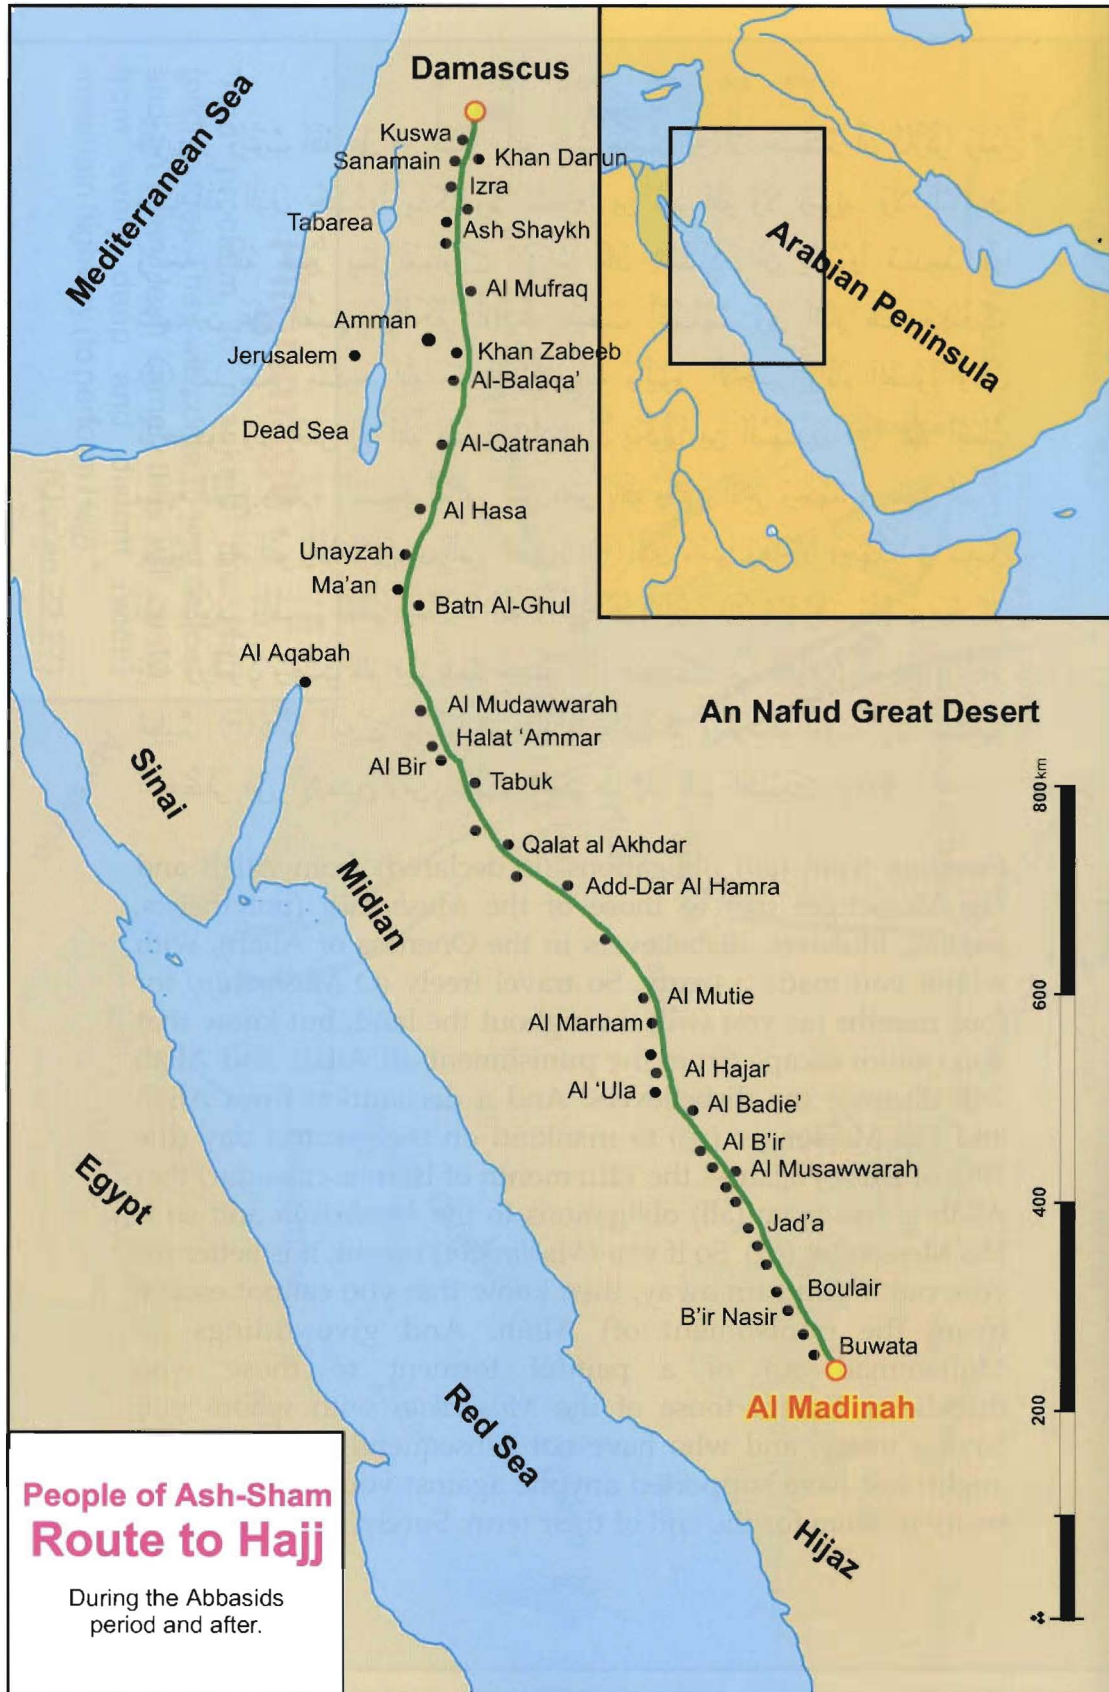 Damascus
Mediterranean Sea
Kuswa
Sanamain
Khan Danun
Izra
Tabarea
Ash Shaykh
Al Mufraq
Amman
Jerusalem
Khan Zabeeb
Al-Balaqa’
Dead Sea
Al-Qatranah
Al Hasa
Unayzah
Ma’an
Batn Al-Ghul
Al Aqabah
Al Mudawwarah
Halat ‘Ammar
Al Bir
Tabuk
Qalat al Akhdar
Add-Dar Al Hamra
Al Mutie
Al Marham
Al Hajar
Al ‘Ula
Al Badie’
Al B’ir
Al Musawwarah
Jad’a
Boulair
B’ir Nasir
Buwata
Al Madinah
Arabian Peninsula
An Nafud Great Desert
Sinai
Midian
Egypt
Red Sea
Hijaz
800 km
600
400
200
People of Ash-Sham
Route to Hajj
During the Abbasids
period and after.